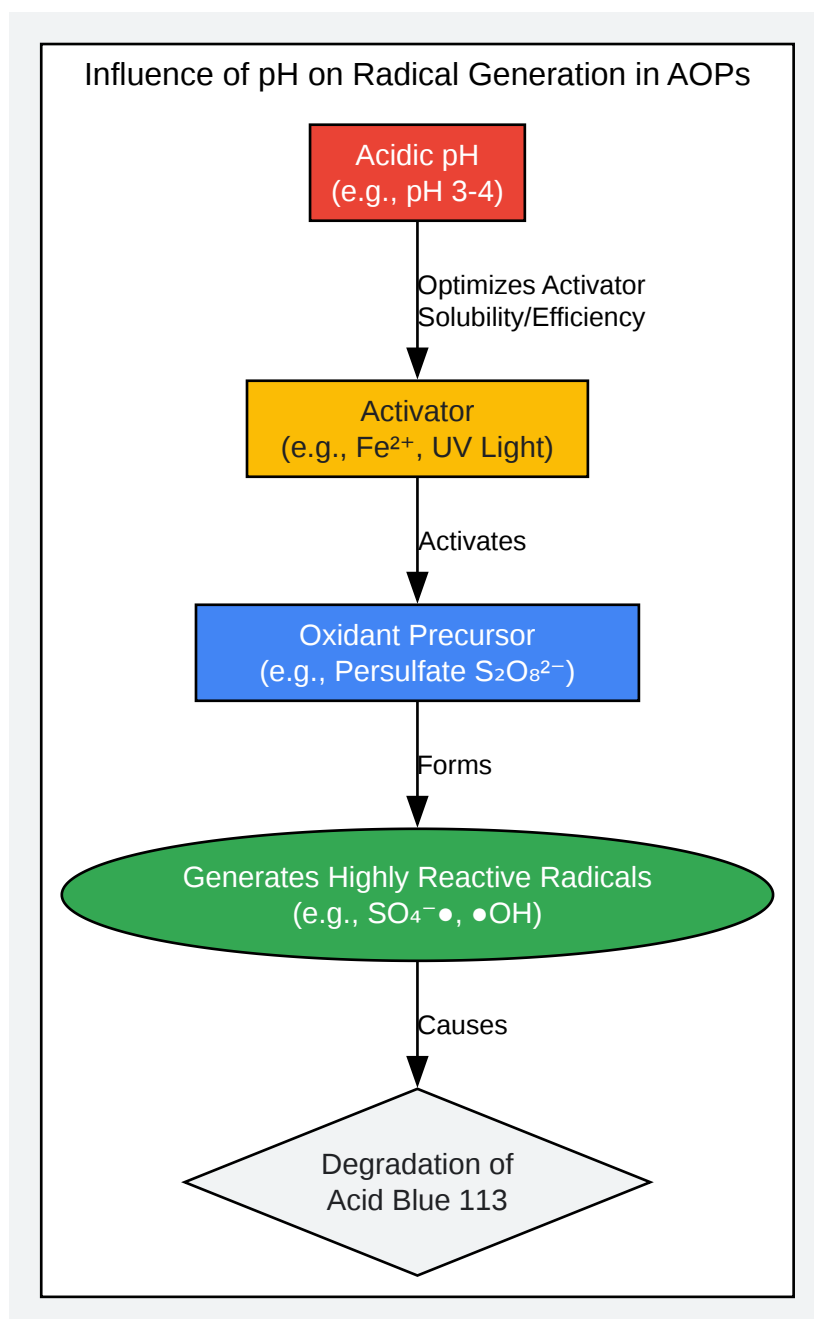 Influence of pH on Radical Generation in AOPs
Acidic pH
(e.g., pH 3-4)
Optimizes Activator
Solubility/Efficiency
Activator
(e.g., Fe²⁺, UV Light)
Activates
Oxidant Precursor
(e.g., Persulfate S₂O₈²⁻)
Forms
Generates Highly Reactive Radicals
(e.g., SO₄⁻●, ●OH)
Causes
Degradation of
Acid Blue 113